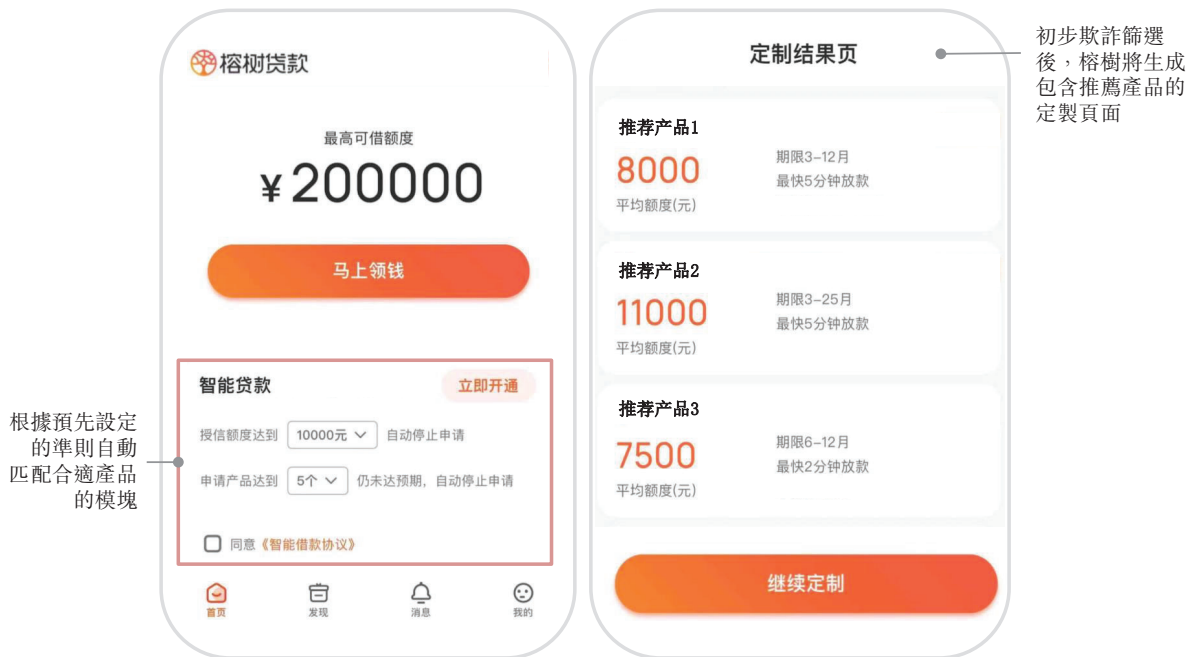 榕树贷款
最高可借额度
¥200000
马上领钱
智能贷款 立即开通
授信额度达到 10000元 自动停止申请
申请产品达到 5个 仍未达预期，自动停止申请
同意《智能借款协议》
首页 发现 消息 我的
根據預先設定
的準則自動
匹配合適產品
的模塊
定制结果页
推荐产品1
8000 期限3-12月
最快5分钟放款
平均额度(元)
推荐产品2
11000 期限3-25月
最快5分钟放款
平均额度(元)
推荐产品3
7500 期限6-12月
最快2分钟放款
平均额度(元)
继续定制
初步欺詐篩選
後，榕樹將生成
包含推薦產品的
定製頁面